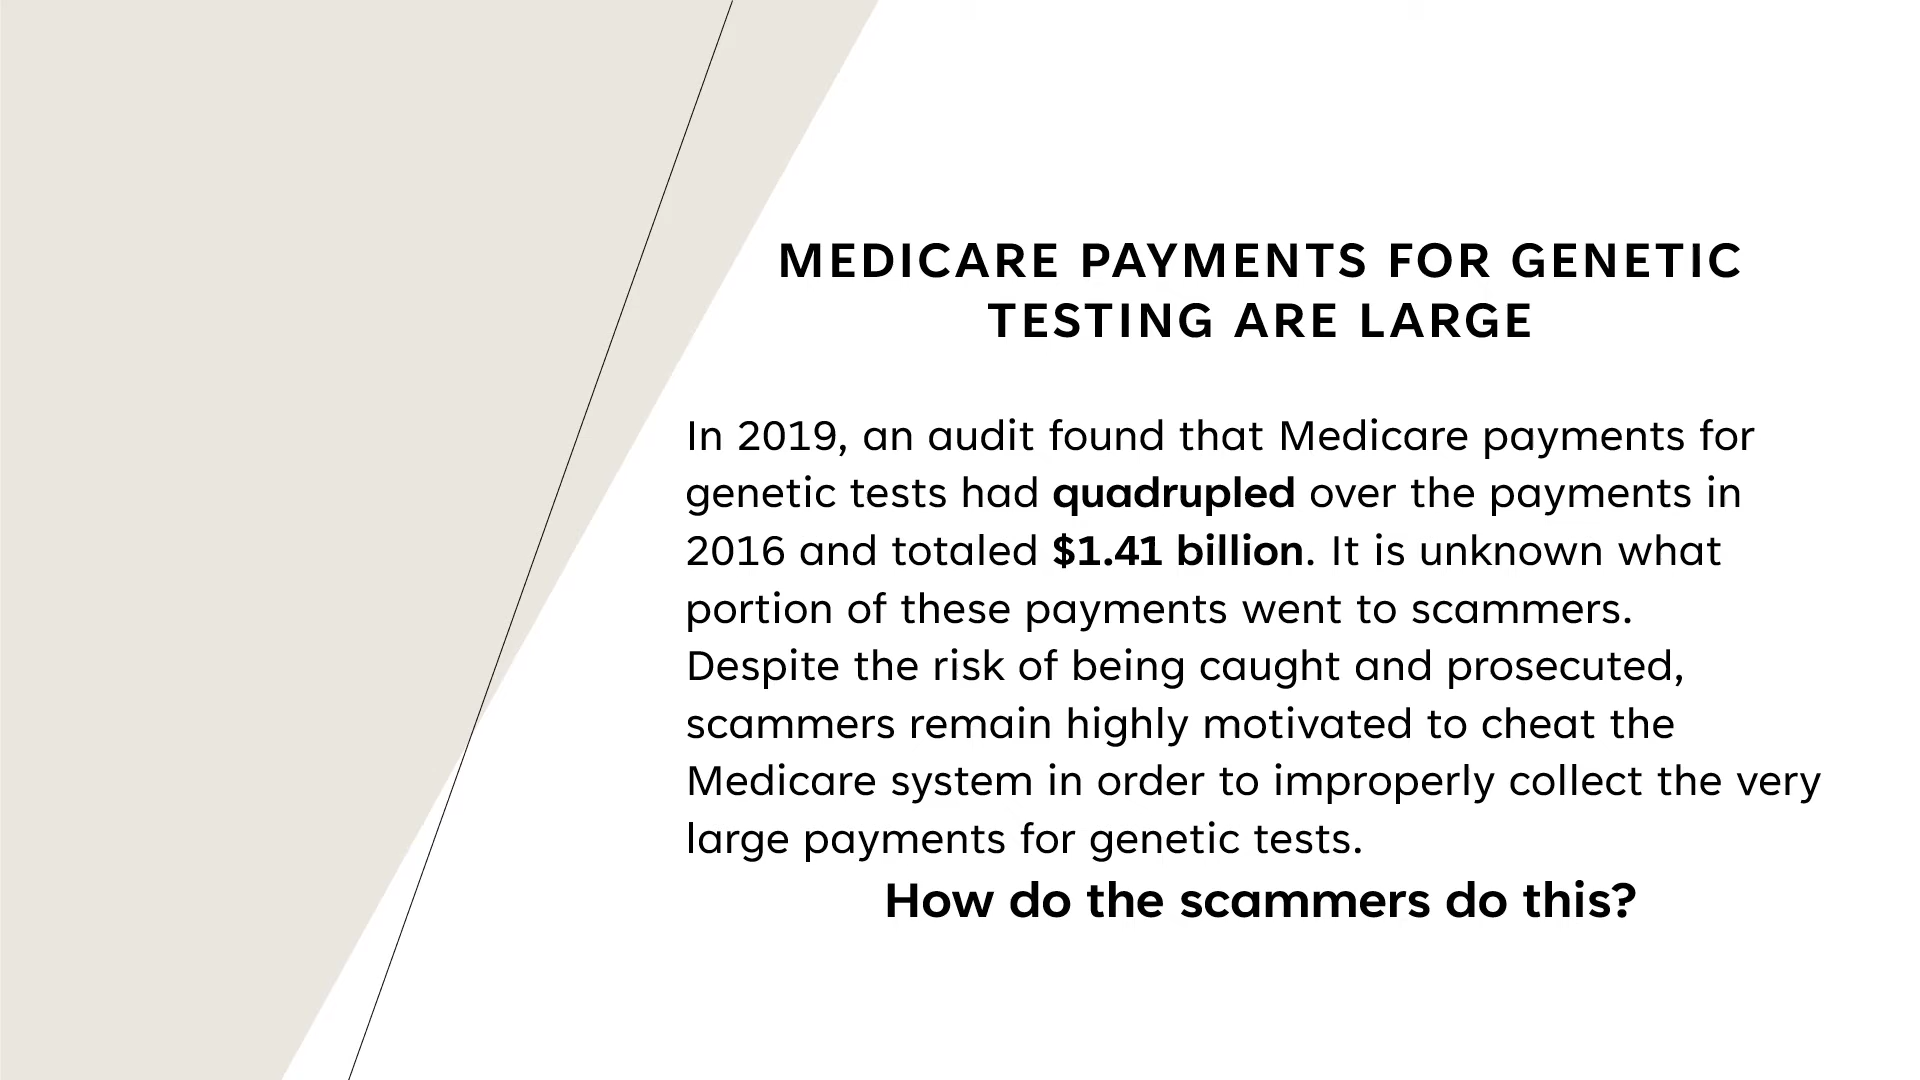 MEDICARE PAYMENTS FOR GENETIC
TESTING ARE LARGE
In 2019, an audit found that Medicare payments for
genetic tests had quadrupled over the payments in
2016 and totaled $1.41 billion. It is unknown what
portion of these payments went to scammers.
Despite the risk of being caught and prosecuted,
scammers remain highly motivated to cheat the
Medicare system in order to improperly collect the very
large payments for genetic tests.
How do the scammers do this?